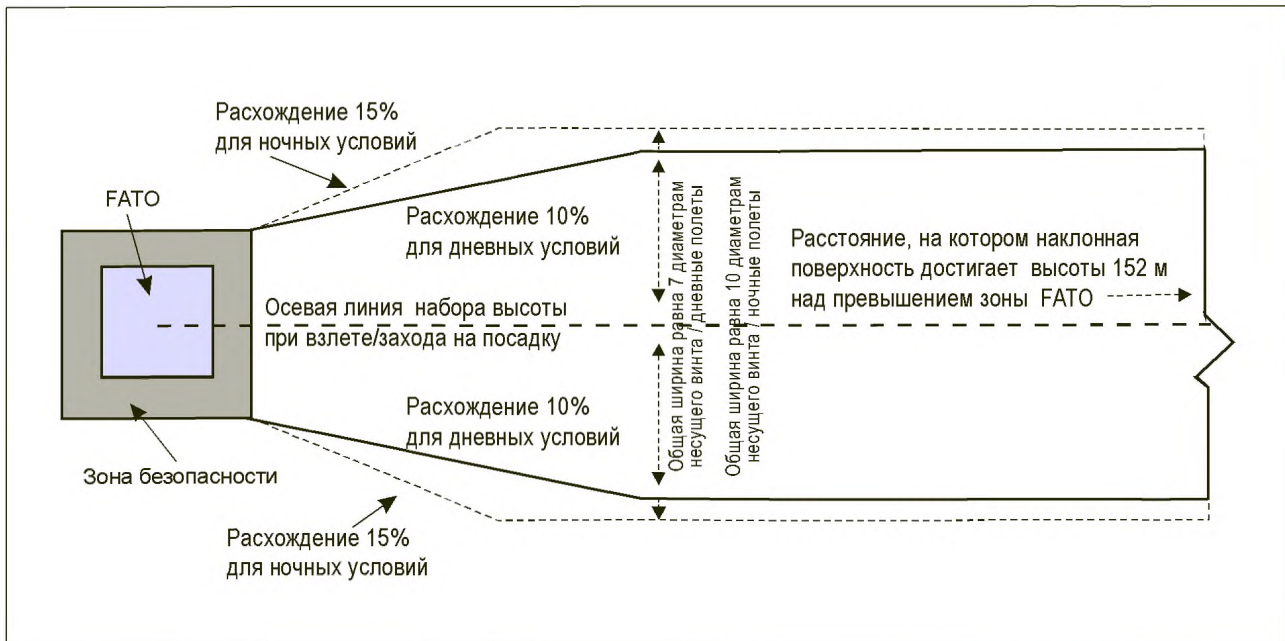 Расхождение 15%
для ночных условий
FATO
Расхождение 10%
для дневных условий
Осевая линия набора высоты
при взлете/захода на посадку
Расхождение 10%
для дневных условий
Зона безопасности
Расхождение 15%
для ночных условий
Общая ширина равна 7 диаметрам
несущего винта / дневные полеты
Общая ширина равна 10 диаметрам
несущего винта / ночные полеты
Расстояние, на котором наклонная
поверхность достигает высоты 152 м
над превышением зоны FATO